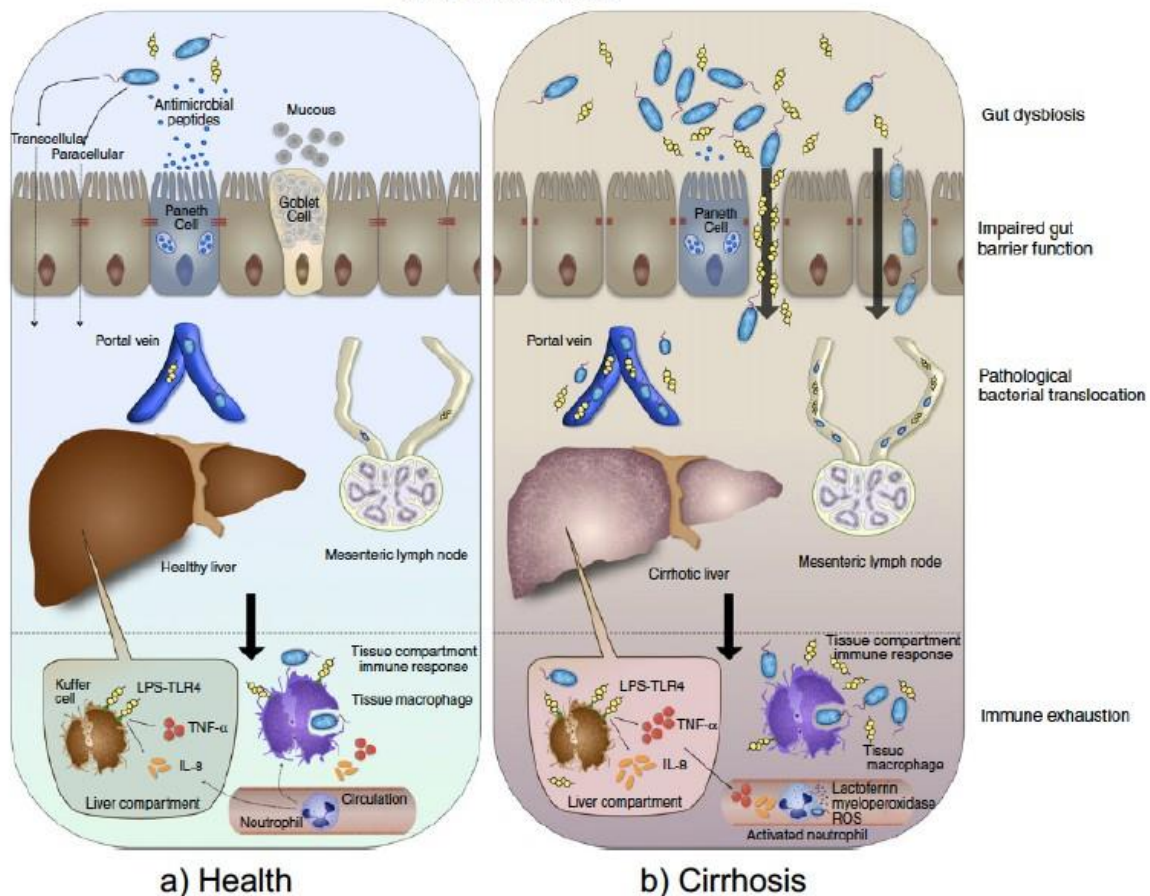 Antimicrobial
peptides
Mucous
Transcellular
Paracellular
Paneth
Cell
Goblet
Cell
Portal vein
Healthy liver
Mesenteric lymph node
Kuffer
cell
LPS-TLR4
TNF-α
IL-8
Liver compartment
Tissue compartment
immune response
Tissue macrophage
Circulation
Neutrophil
a) Health
Paneth
Cell
Portal vein
Cirrhotic liver
Mesenteric lymph node
LPS-TLR4
TNF-α
IL-8
Liver compartment
Tissue compartment
immune response
Tissue
macrophage
Lactoferrin
myeloperoxidase
ROS
Activated neutrophil
b) Cirrhosis
Gut dysbiosis
Impaired gut
barrier function
Pathological
bacterial translocation
Immune exhaustion